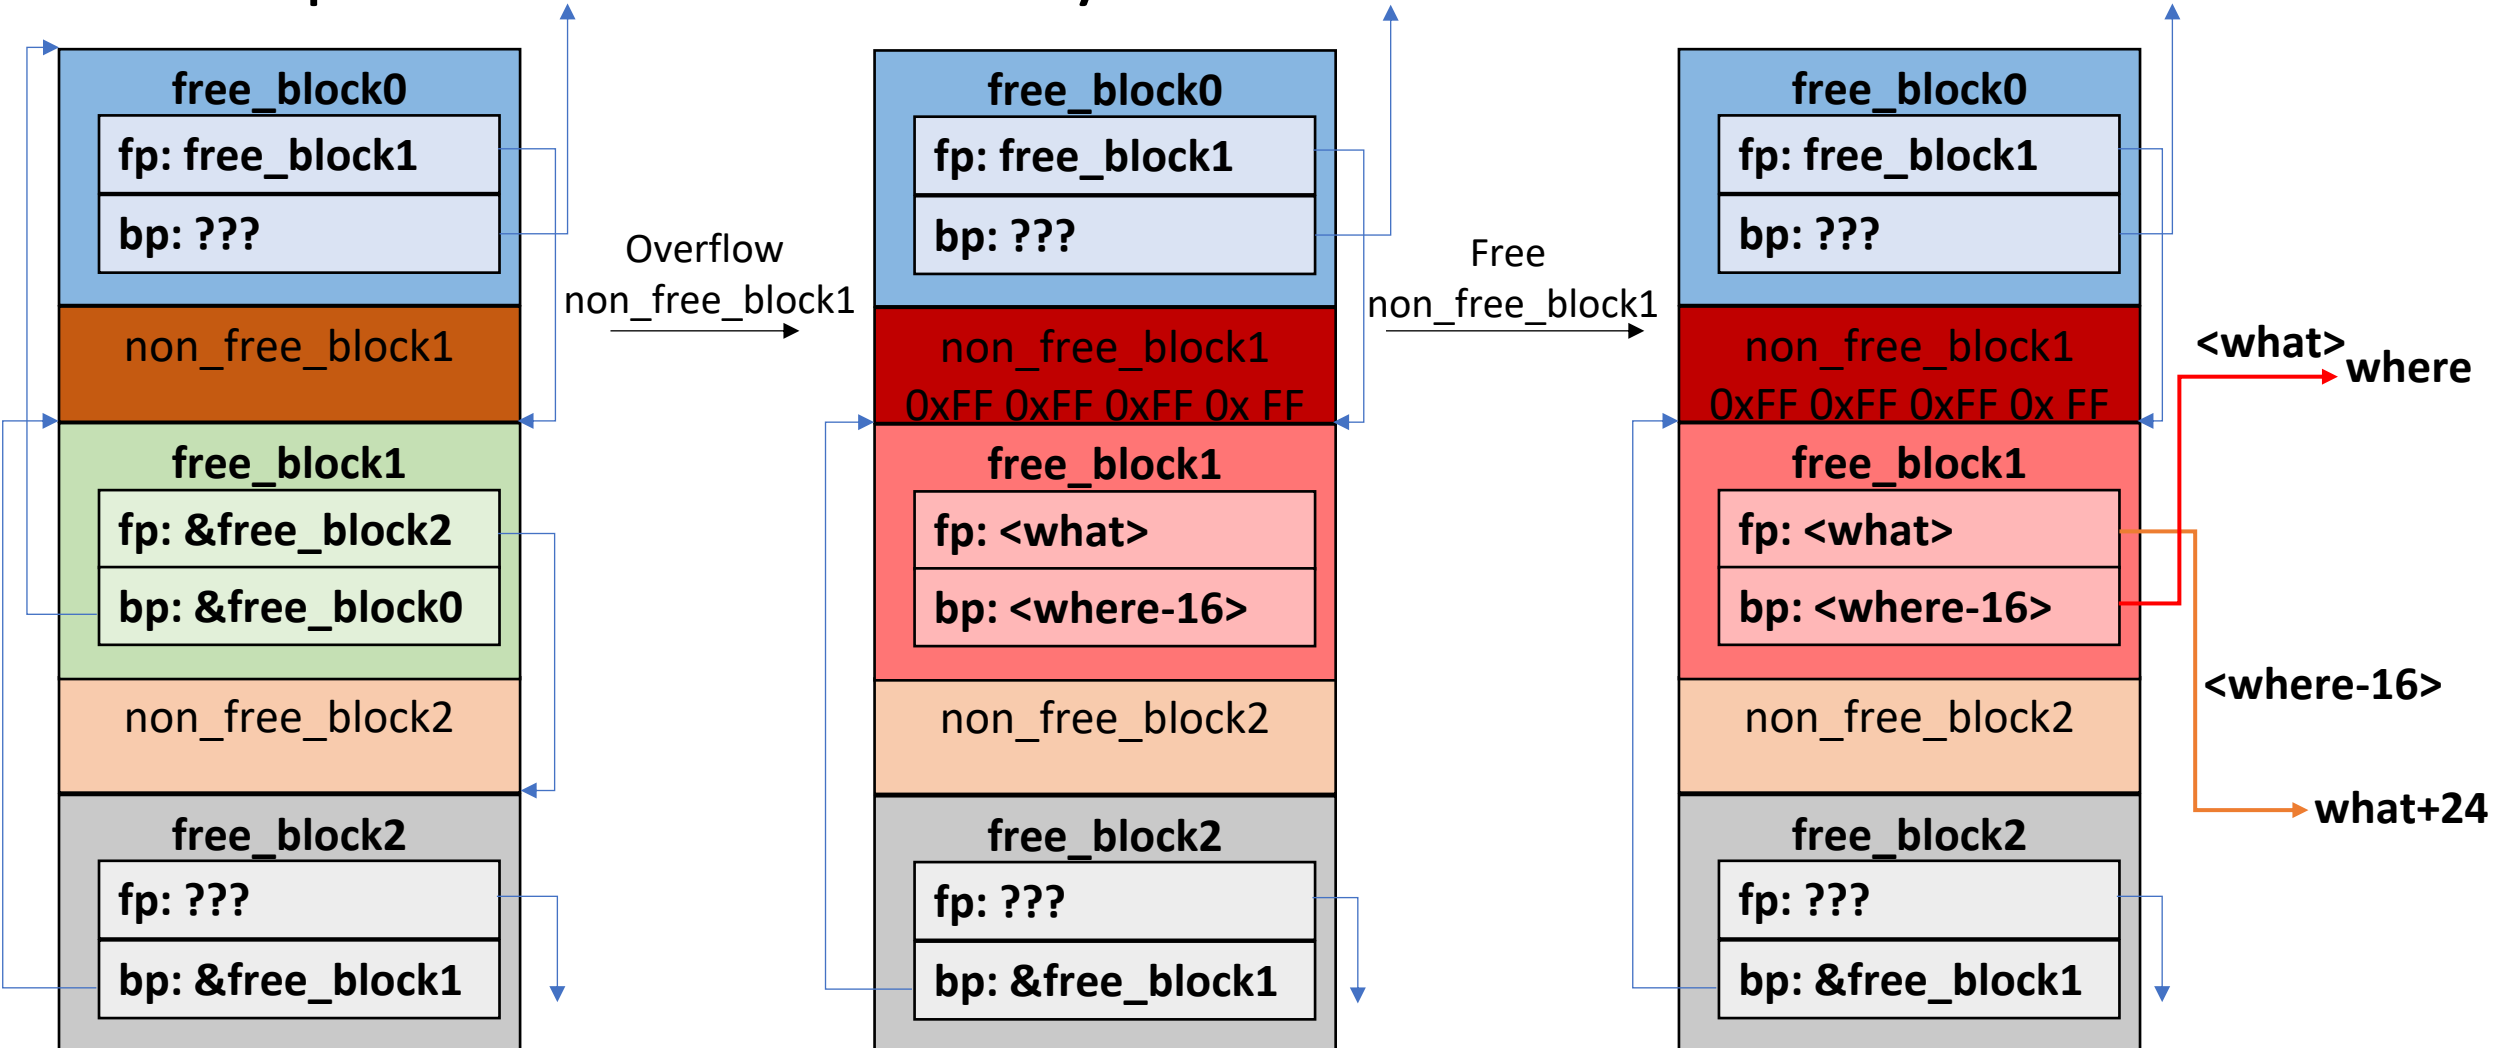 free_block0
fp: free_block1
bp: ???
non_free_block1
free_block1
fp: &free_block2
bp: &free_block0
non_free_block2
free_block2
fp: ???
bp: &free_block1
Overflow
non_free_block1
free_block0
fp: free_block1
bp: ???
non_free_block1
0xFF 0xFF 0xFF 0x FF
free_block1
fp: <what>
bp: <where-16>
non_free_block2
free_block2
fp: ???
bp: &free_block1
Free
non_free_block1
free_block0
fp: free_block1
bp: ???
non_free_block1
0xFF 0xFF 0xFF 0x FF
free_block1
fp: <what>
bp: <where-16>
non_free_block2
free_block2
fp: ???
bp: &free_block1
<what>
where
<where-16>
what+24